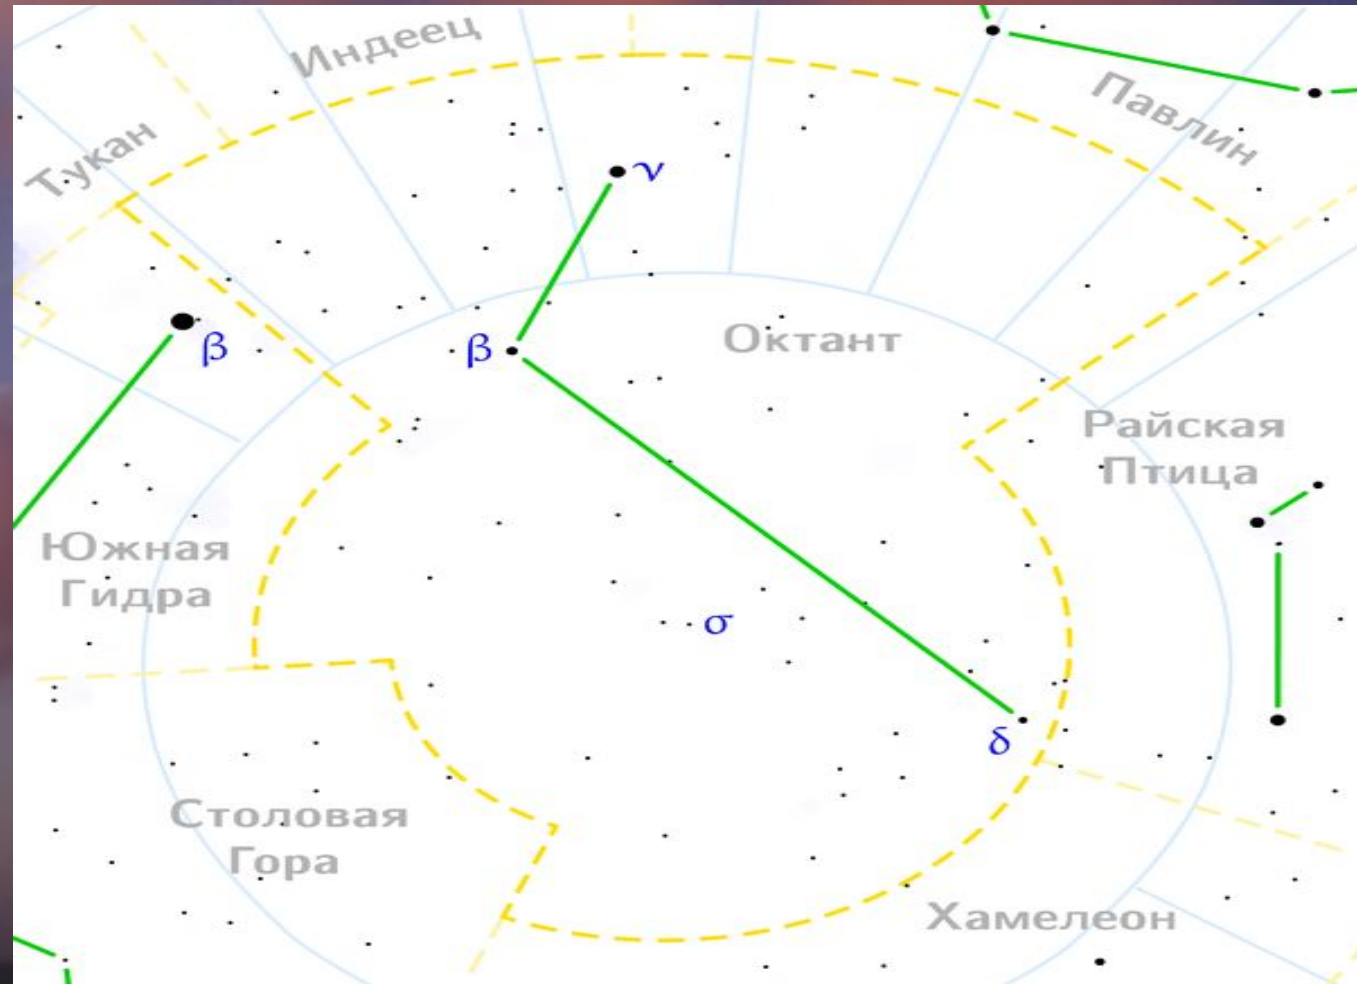 Индеец
Павлин
Тукан
ν
Октант
β
β
Райская
Птица
Южная
Гидра
σ
δ
Столовая
Гора
Хамелеон